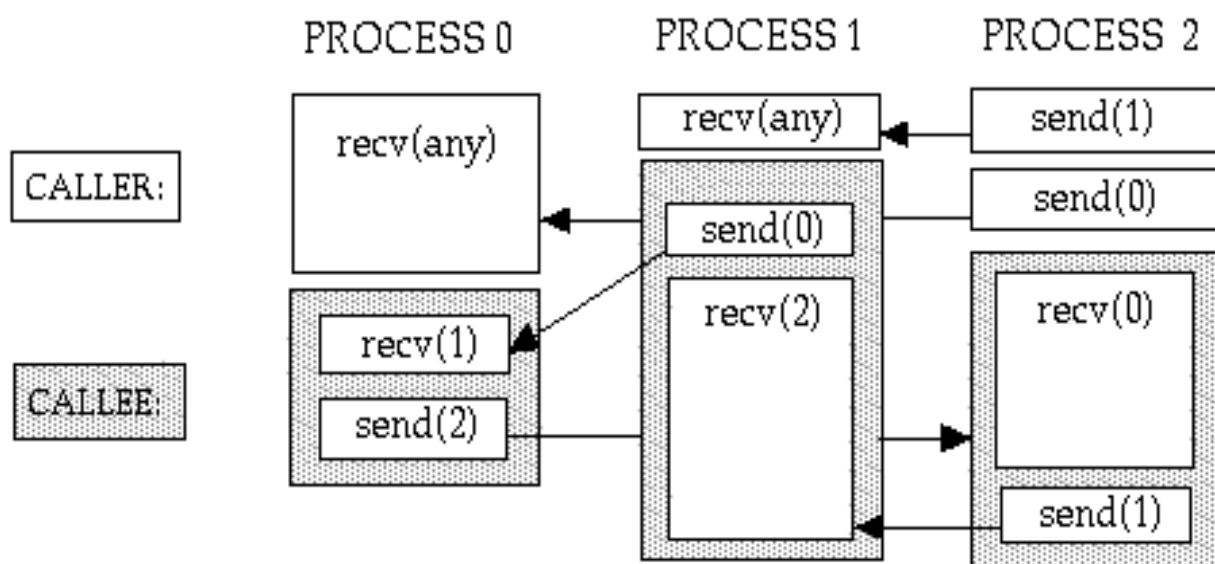 PROCESS 0
PROCESS 1
PROCESS 2
recv(any)
recv(any)
send(1)
CALLER:
send(0)
send(0)
recv(2)
recv(0)
recv(1)
CALLEE:
send(2)
send(1)